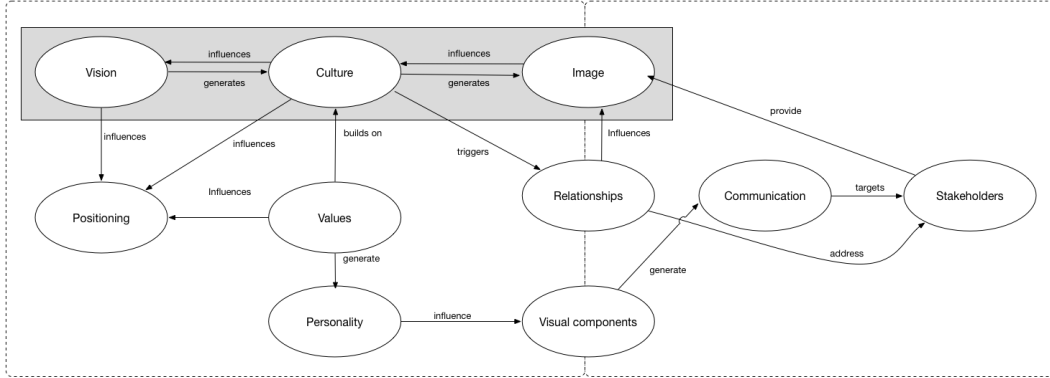 influences
influences
Vision
Culture
Image
generates
generates
provide
influences
influences
builds on
Influences
triggers
Influences
Positioning
Values
Relationships
Communication
targets
Stakeholders
generate
address
generate
Personality
influence
Visual components